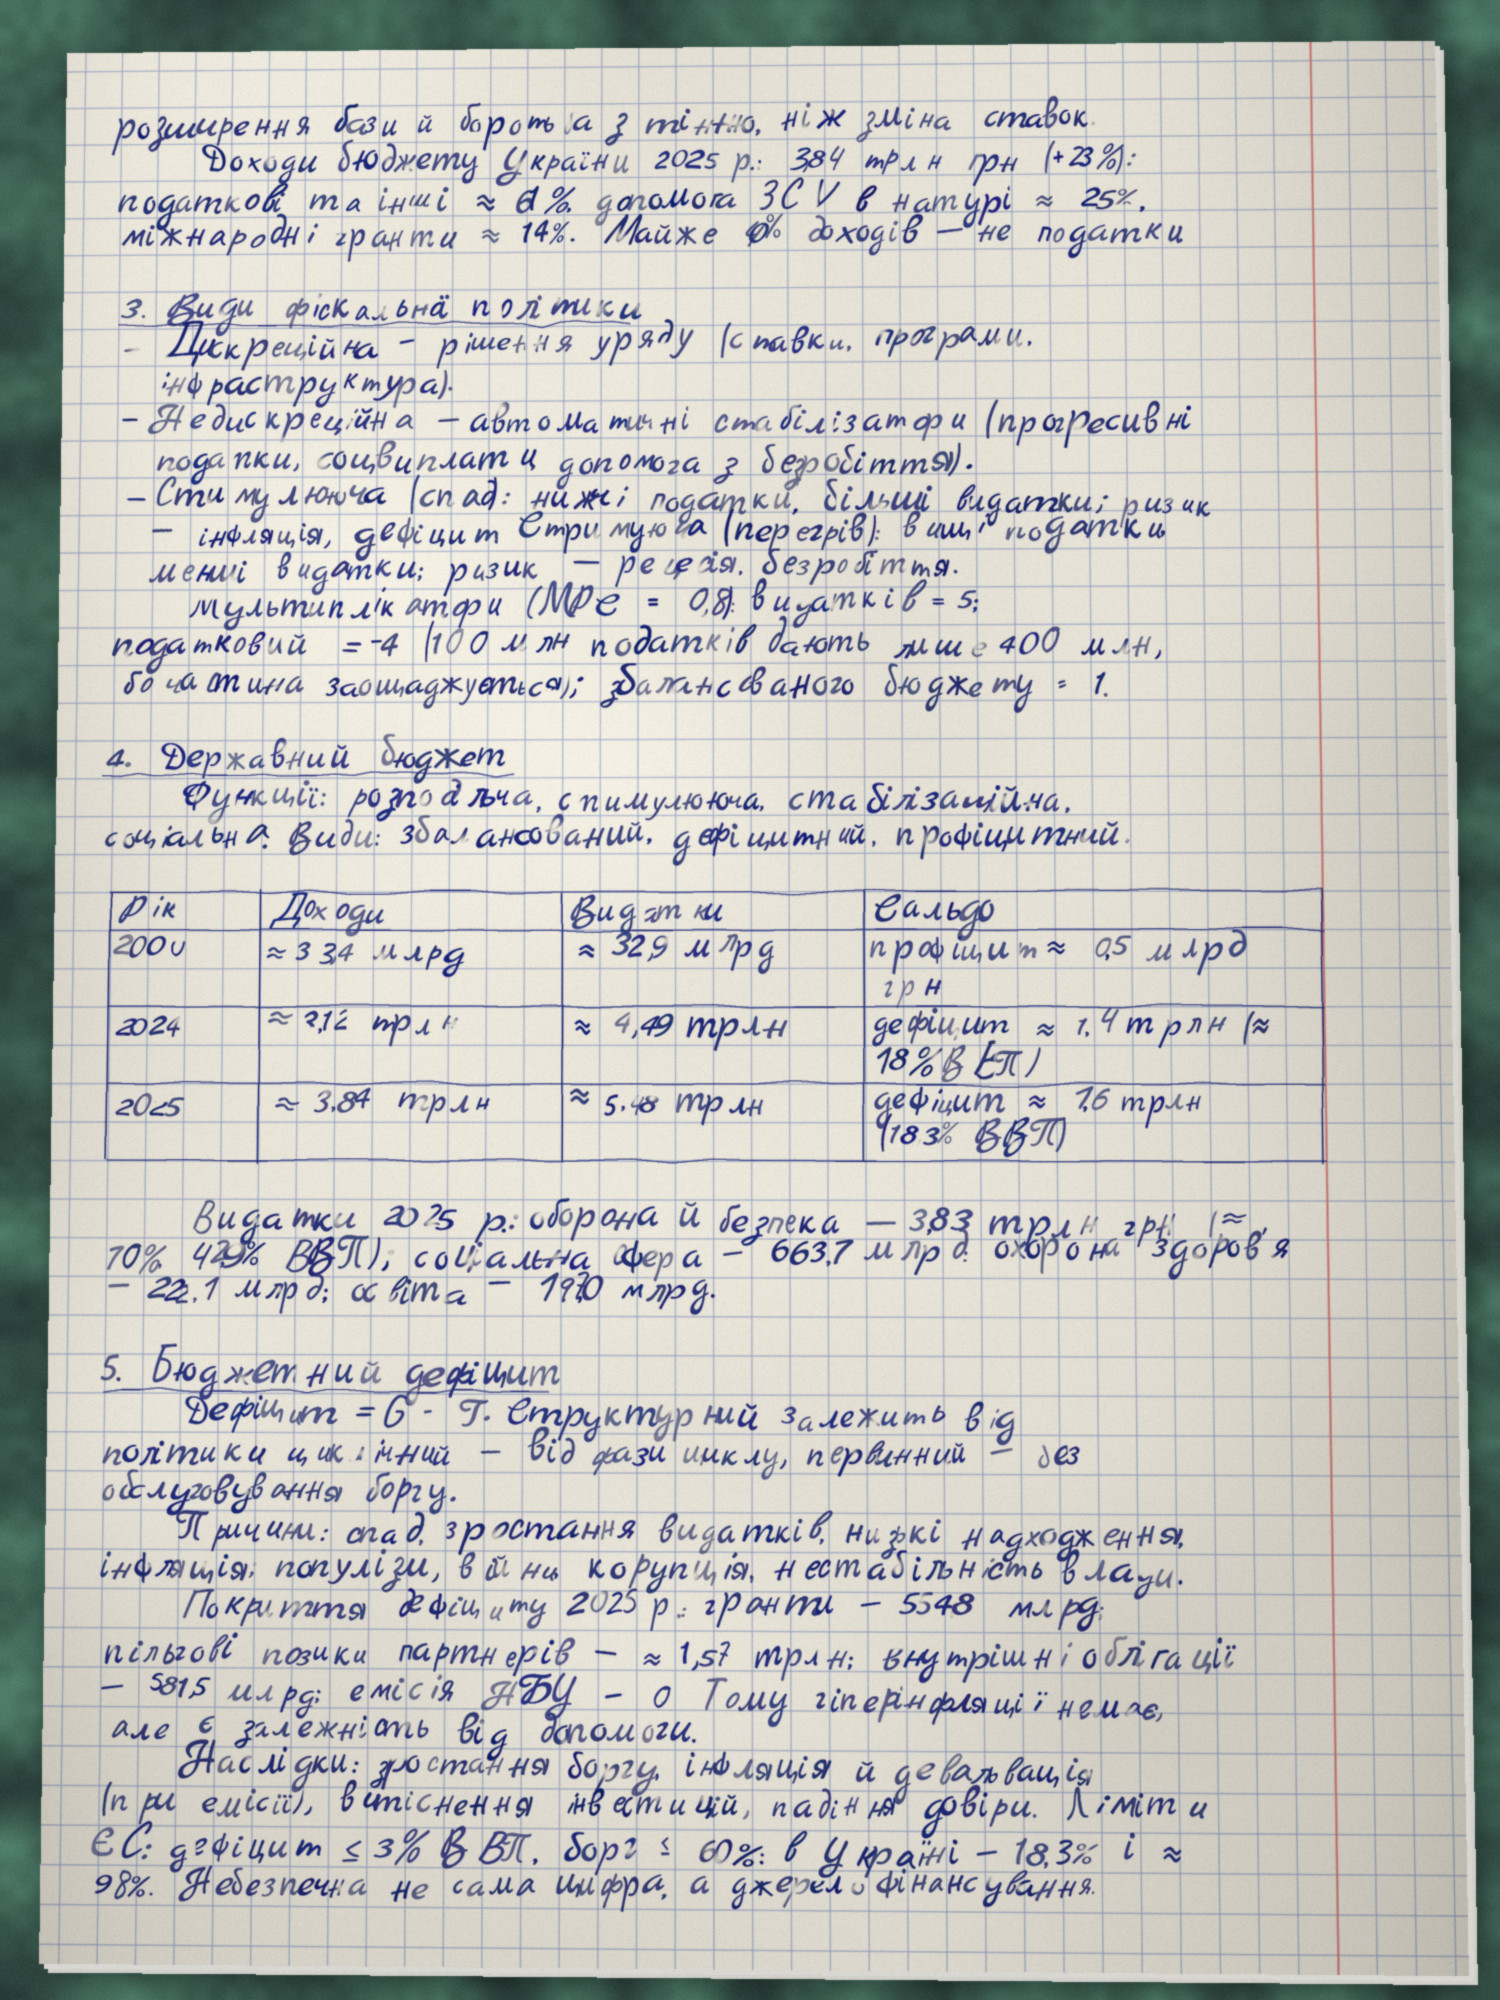 розширення бази й боротьба з тінню, ніж зміна ставок.
Доходи бюджету України 2025 р.: 3,84 трлн грн (+23%):
податкові та інші ≈ 61%, допомога ЗСУ в натурі ≈ 25%,
міжнародні гранти ≈ 14%. Майже доходів — не податки
3. Види фіскальної політики
- Дискреційна – рішення уряду (ставки, програми,
інфраструктура).
– Недискреційна – автоматичні стабілізатори (прогресивні
податки, соцвиплати, допомога з безробіття).
– Стимулююча (спад): нижчі податки, більші видатки; ризик
— інфляція, дефіцит Стримуюча (перегрів): вищі податки
менші видатки; ризик — рецесія, безробіття.
Мультиплікатори (MPC = 0,8): видатків = 5;
податковий = -4 (100 млн податків дають лише 400 млн,
бо частина заощаджується); збалансованого бюджету = 1.
4. Державний бюджет
Функції: розподільча, стимулююча, стабілізаційна,
соціальна. Види: збалансований, дефіцитний, профіцитний.
Рік Доходи Видатки Сальдо
2000 ≈ 33,4 млрд ≈ 32,9 млрд профіцит ≈ 0,5 млрд
грн
2024 ≈ 3,12 трлн ≈ 4,49 трлн дефіцит ≈ 1,4 трлн (≈
18% ВВП)
2025 ≈ 3,84 трлн ≈ 5,48 трлн дефіцит ≈ 1,6 трлн
(18,3% ВВП)
Видатки 2025 р.: оборона й безпека — 3,83 трлн грн (≈
70%, 42,9% ВВП); соціальна сфера – 663,7 млрд; охорона здоров'я
— млрд; освіта – 197,0 млрд.
5. Бюджетний дефіцит
Дефіцит = G - T. Структурний залежить від
політики циклічний – від фази циклу, первинний – без
обслуговування боргу.
Причини: спад, зростання видатків, низькі надходження,
інфляція; популізм, війни корупція, нестабільність влади.
Покриття дефіциту 2025 р.: гранти – 554,8 млрд;
пільгові позики партнерів — ≈ 1,57 трлн; внутрішні облігації
— 581,5 млрд; емісія НБУ – 0 Тому гіперінфляції немає,
але є залежність від допомоги.
Наслідки: зростання боргу, інфляція й девальвація
(при емісії), витіснення інвестицій, падіння довіри. Ліміти
ЄС: дефіцит ≤ 3% ВВП, борг ≤ 60%; в Україні – 18,3% і ≈
98%. Небезпечна не сама цифра, а джерело фінансування.